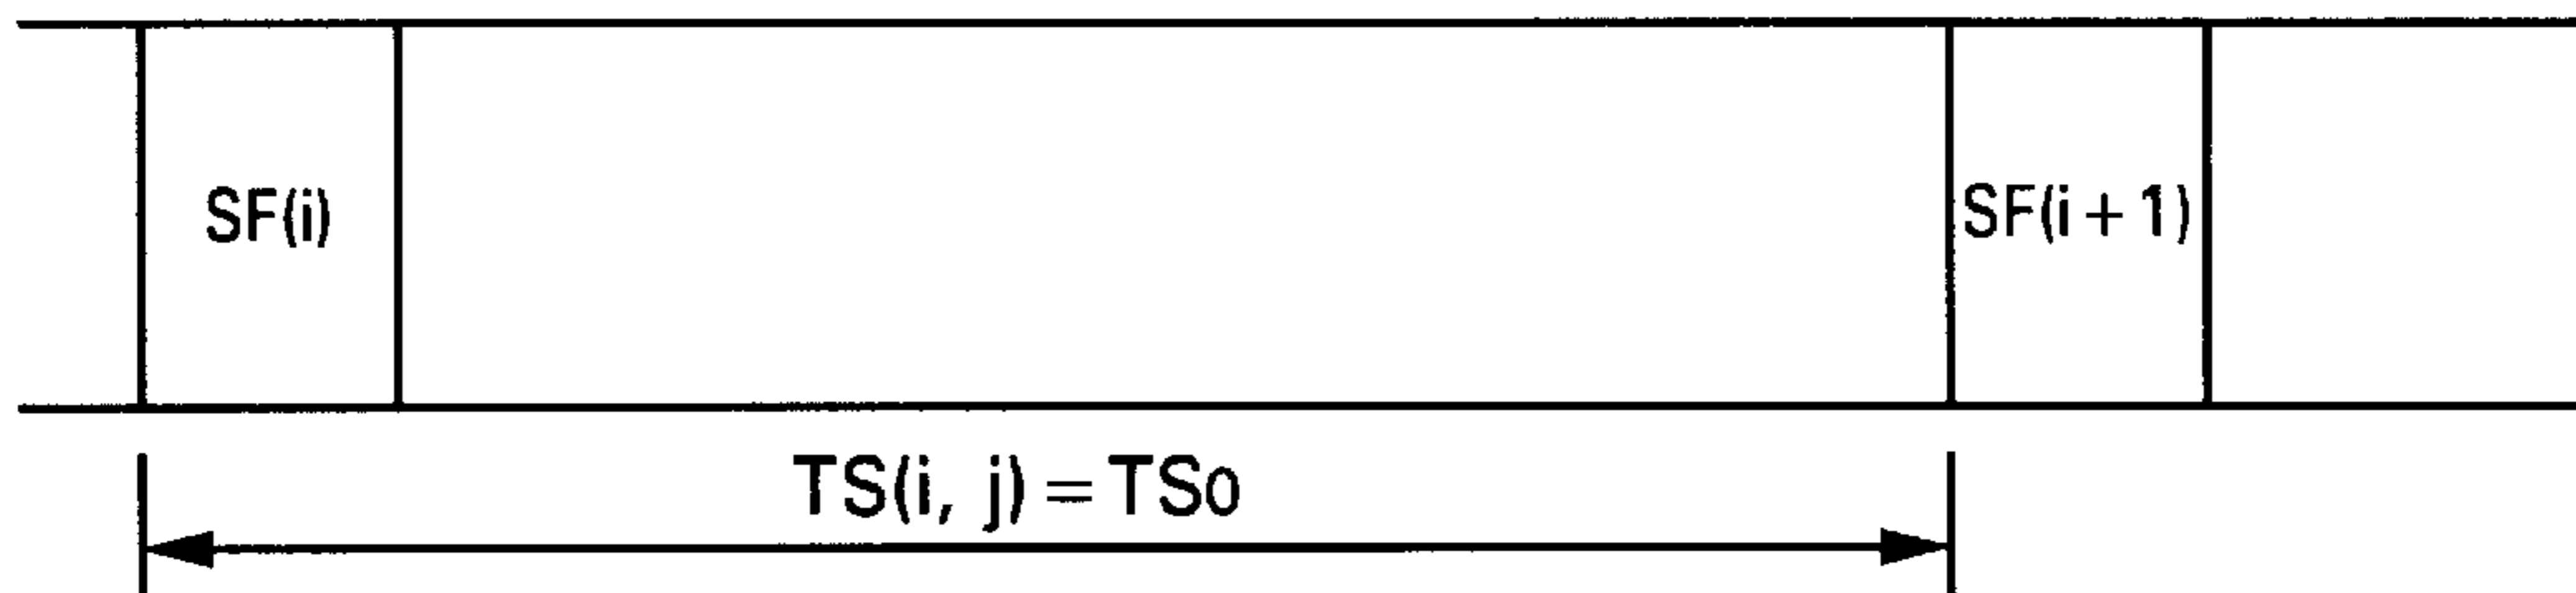 SF(i)
SF(i + 1)
TS(i, j) = TSo